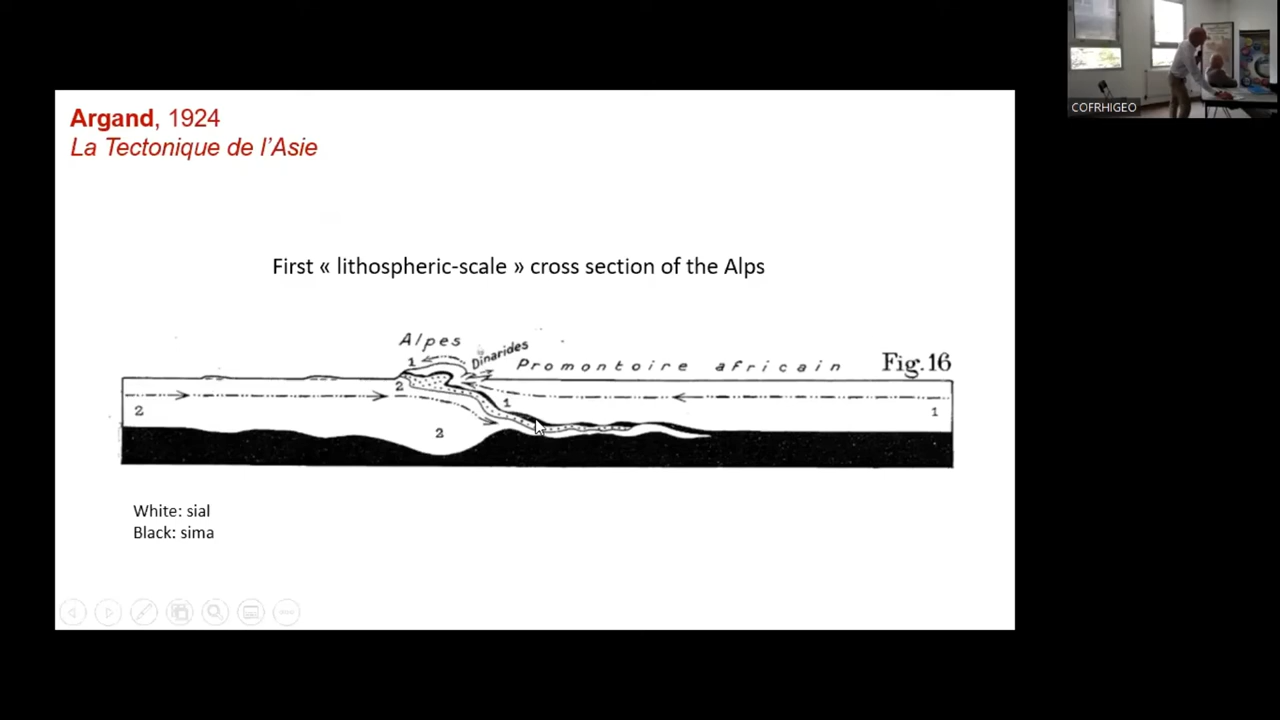 COFRHIGEO
Argand, 1924
La Tectonique de l'Asie
First « lithospheric-scale » cross section of the Alps
Alpes
Dinarides
Promontoire africain
Fig. 16
1
2
2
1
2
1
White: sial
Black: sima